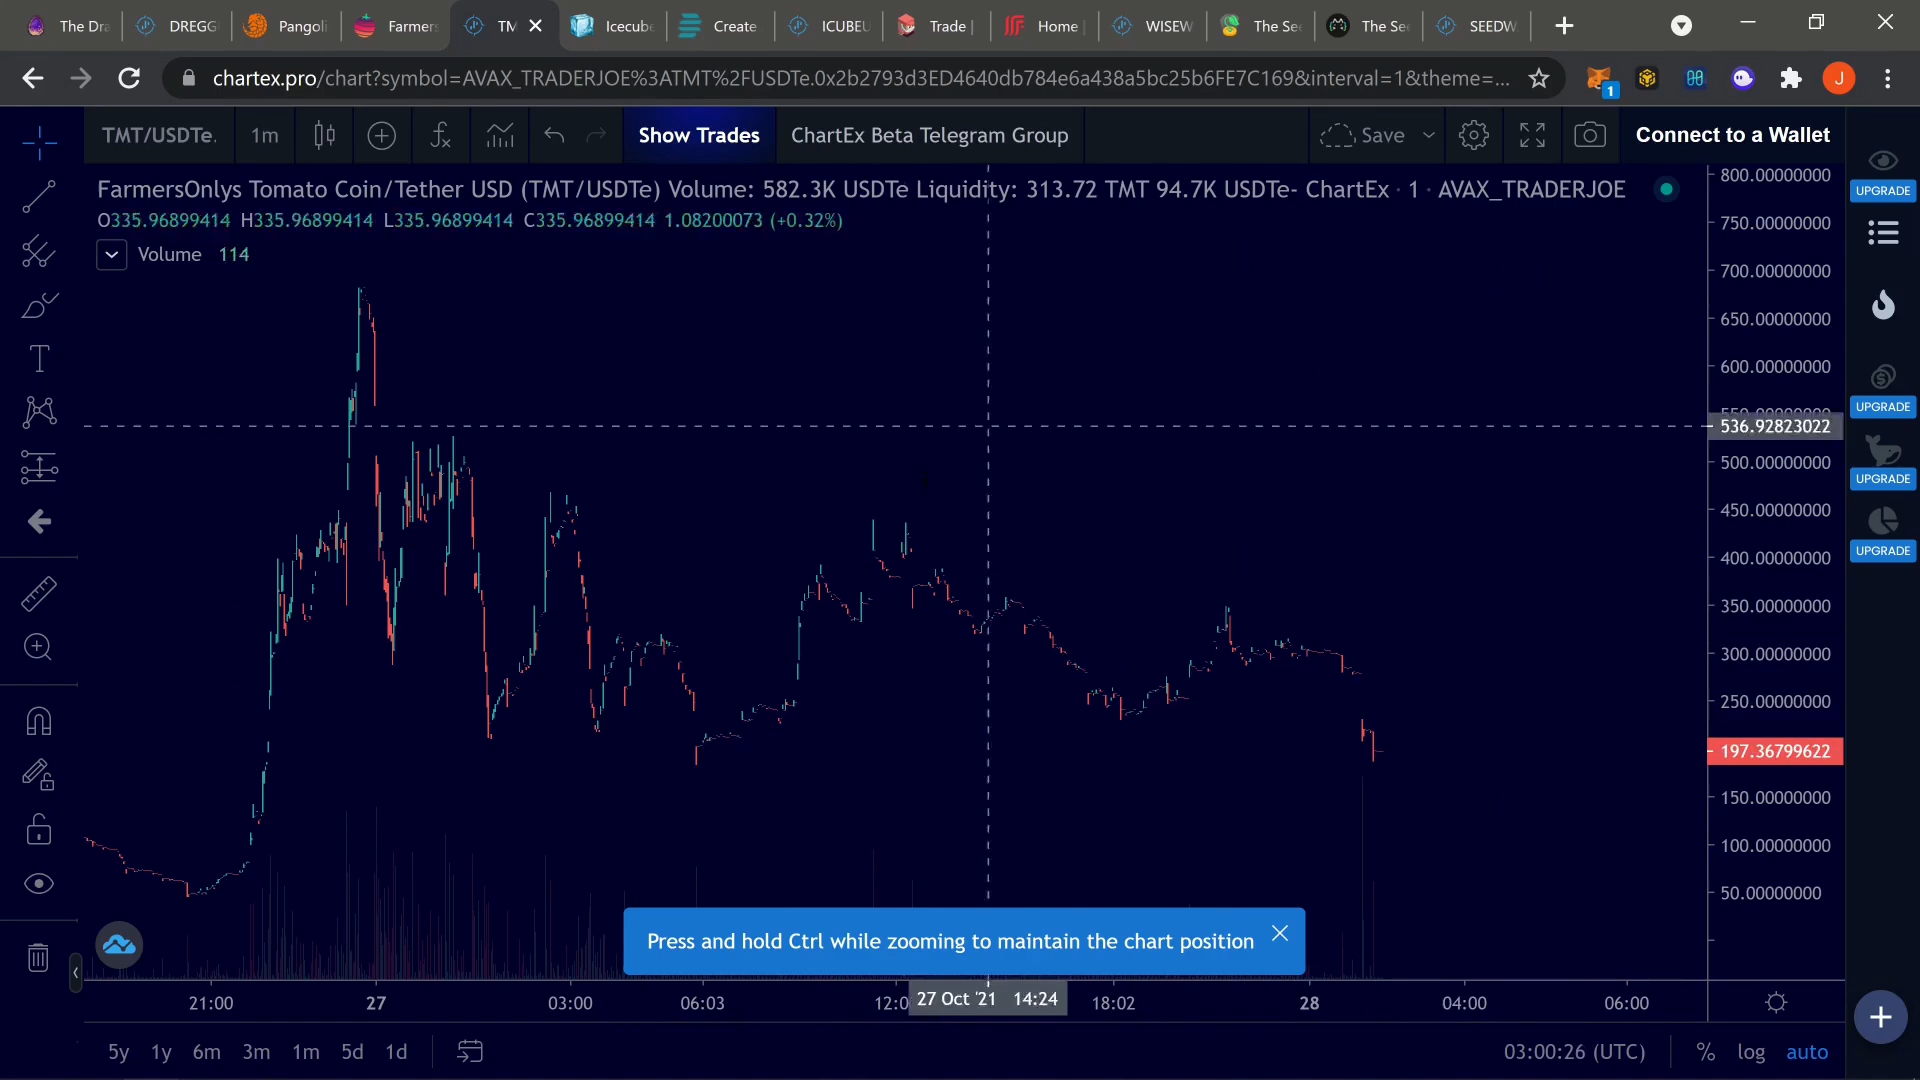 The Dra
DREGG
Pangoli
Farmers
TM
Icecube
Create
ICUBEU
Trade |
Home |
WISEW
The See
The See
SEEDW
chartex.pro/chart?symbol=AVAX_TRADERJOE%3ATMT%2FUSDTe.0x2b2793d3ED4640db784e6a438a5bc25b6FE7C169&interval=1&theme=...
1
J
TMT/USDTe.
1m
Show Trades
ChartEx Beta Telegram Group
Save
Connect to a Wallet
FarmersOnlys Tomato Coin/Tether USD (TMT/USDTe) Volume: 582.3K USDTe Liquidity: 313.72 TMT 94.7K USDTe- ChartEx · 1 · AVAX_TRADERJOE
O335.96899414 H335.96899414 L335.96899414 C335.96899414 1.08200073 (+0.32%)
Volume 114
800.00000000
750.00000000
700.00000000
650.00000000
600.00000000
550.00000000
536.92823022
500.00000000
450.00000000
400.00000000
350.00000000
300.00000000
250.00000000
197.36799622
150.00000000
100.00000000
50.00000000
UPGRADE
UPGRADE
UPGRADE
UPGRADE
Press and hold Ctrl while zooming to maintain the chart position
21:00
27
03:00
06:03
12:0
27 Oct '21 14:24
18:02
28
04:00
06:00
5y 1y 6m 3m 1m 5d 1d
03:00:26 (UTC)
% log auto